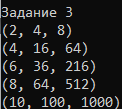 Задание 3
(2, 4, 8)
(4, 16, 64)
(6, 36, 216)
(8, 64, 512)
(10, 100, 1000)